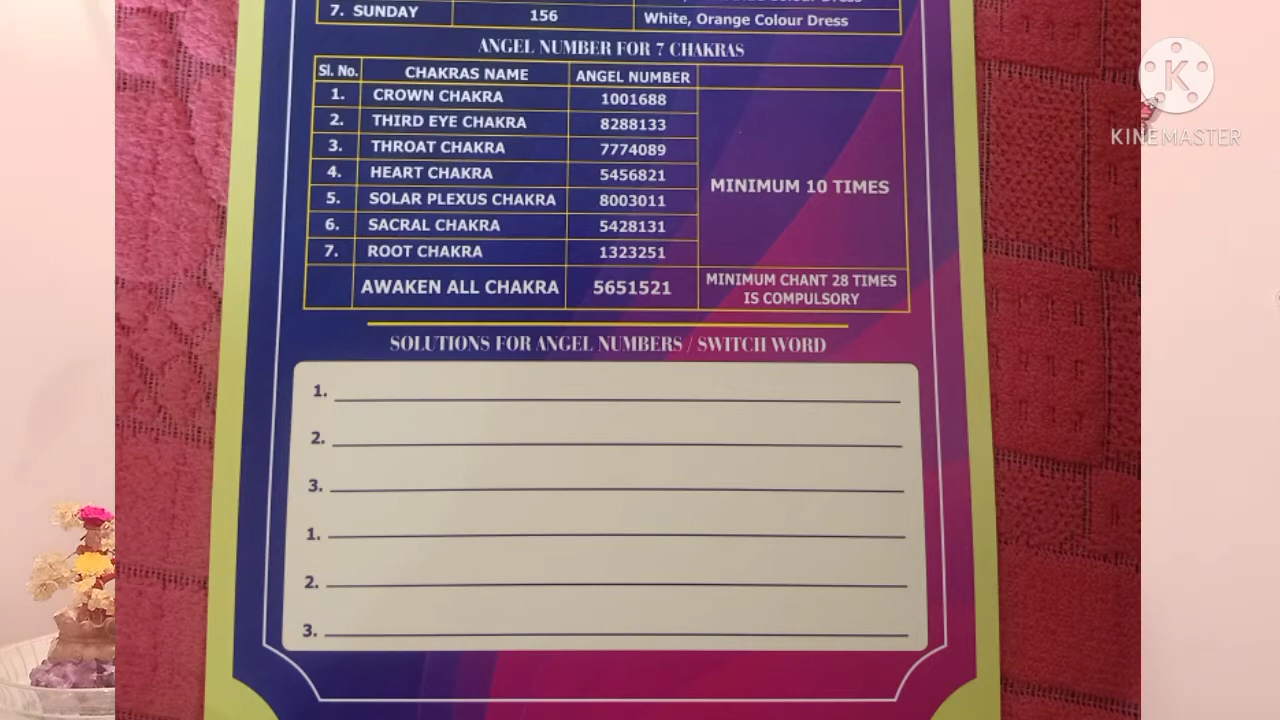 7. SUNDAY 156 White, Orange Colour Dress
ANGEL NUMBER FOR 7 CHAKRAS
Sl. No. CHAKRAS NAME ANGEL NUMBER
1. CROWN CHAKRA 1001688
2. THIRD EYE CHAKRA 8288133
3. THROAT CHAKRA 7774089
4. HEART CHAKRA 5456821
MINIMUM 10 TIMES
5. SOLAR PLEXUS CHAKRA 8003011
6. SACRAL CHAKRA 5428131
7. ROOT CHAKRA 1323251
AWAKEN ALL CHAKRA 5651521 MINIMUM CHANT 28 TIMES
IS COMPULSORY
SOLUTIONS FOR ANGEL NUMBERS / SWITCH WORD
1.
2.
3.
1.
2.
3.
K
KINEMASTER